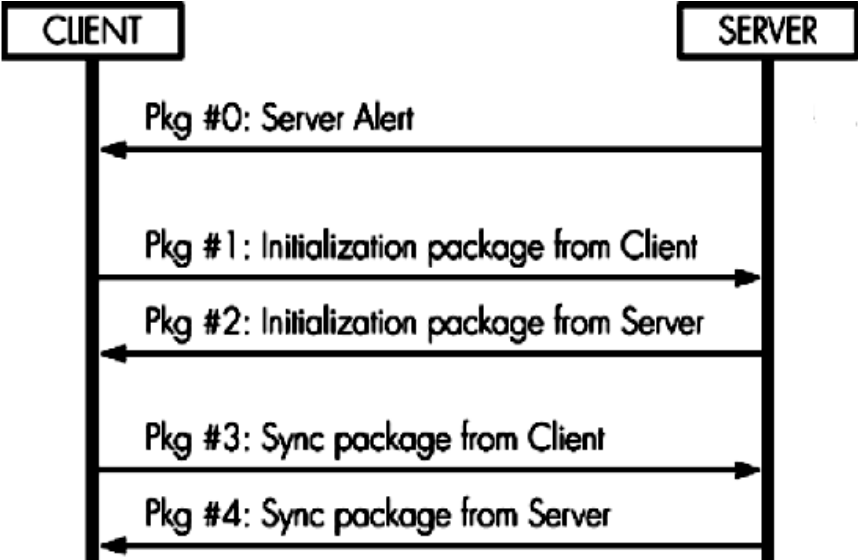 CLIENT
SERVER
Pkg #0: Server Alert
Pkg #1: Initialization package from Client
Pkg #2: Initialization package from Server
Pkg #3: Sync package from Client
Pkg #4: Sync package from Server